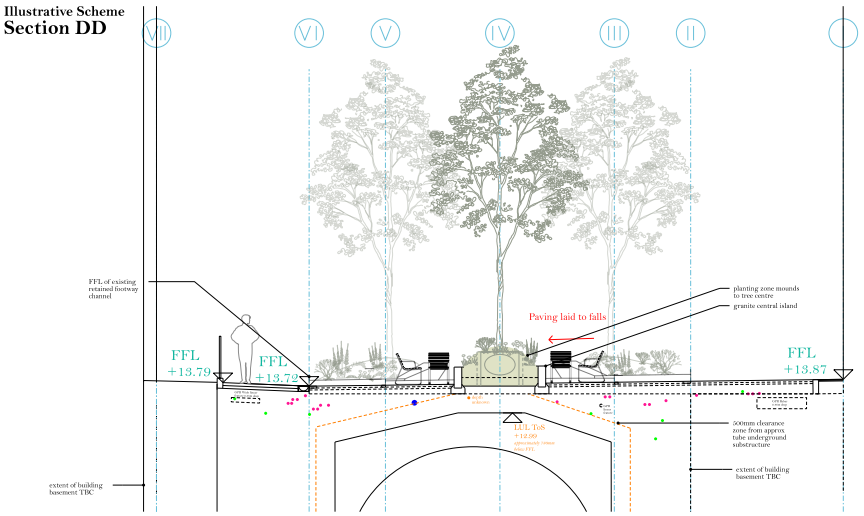 Illustrative Scheme
Section DD
VII
VI
V
IV
III
II
FFL of existing
retained footway
channel
planting zone mounds
to tree centre
granite central island
Paving laid to falls
FFL
+13.79
FFL
+13.72
FFL
+13.87
LUL ToS
+12.99
500mm clearance
zone from approx
tube underground
substructure
extent of building
basement TBC
extent of building
basement TBC